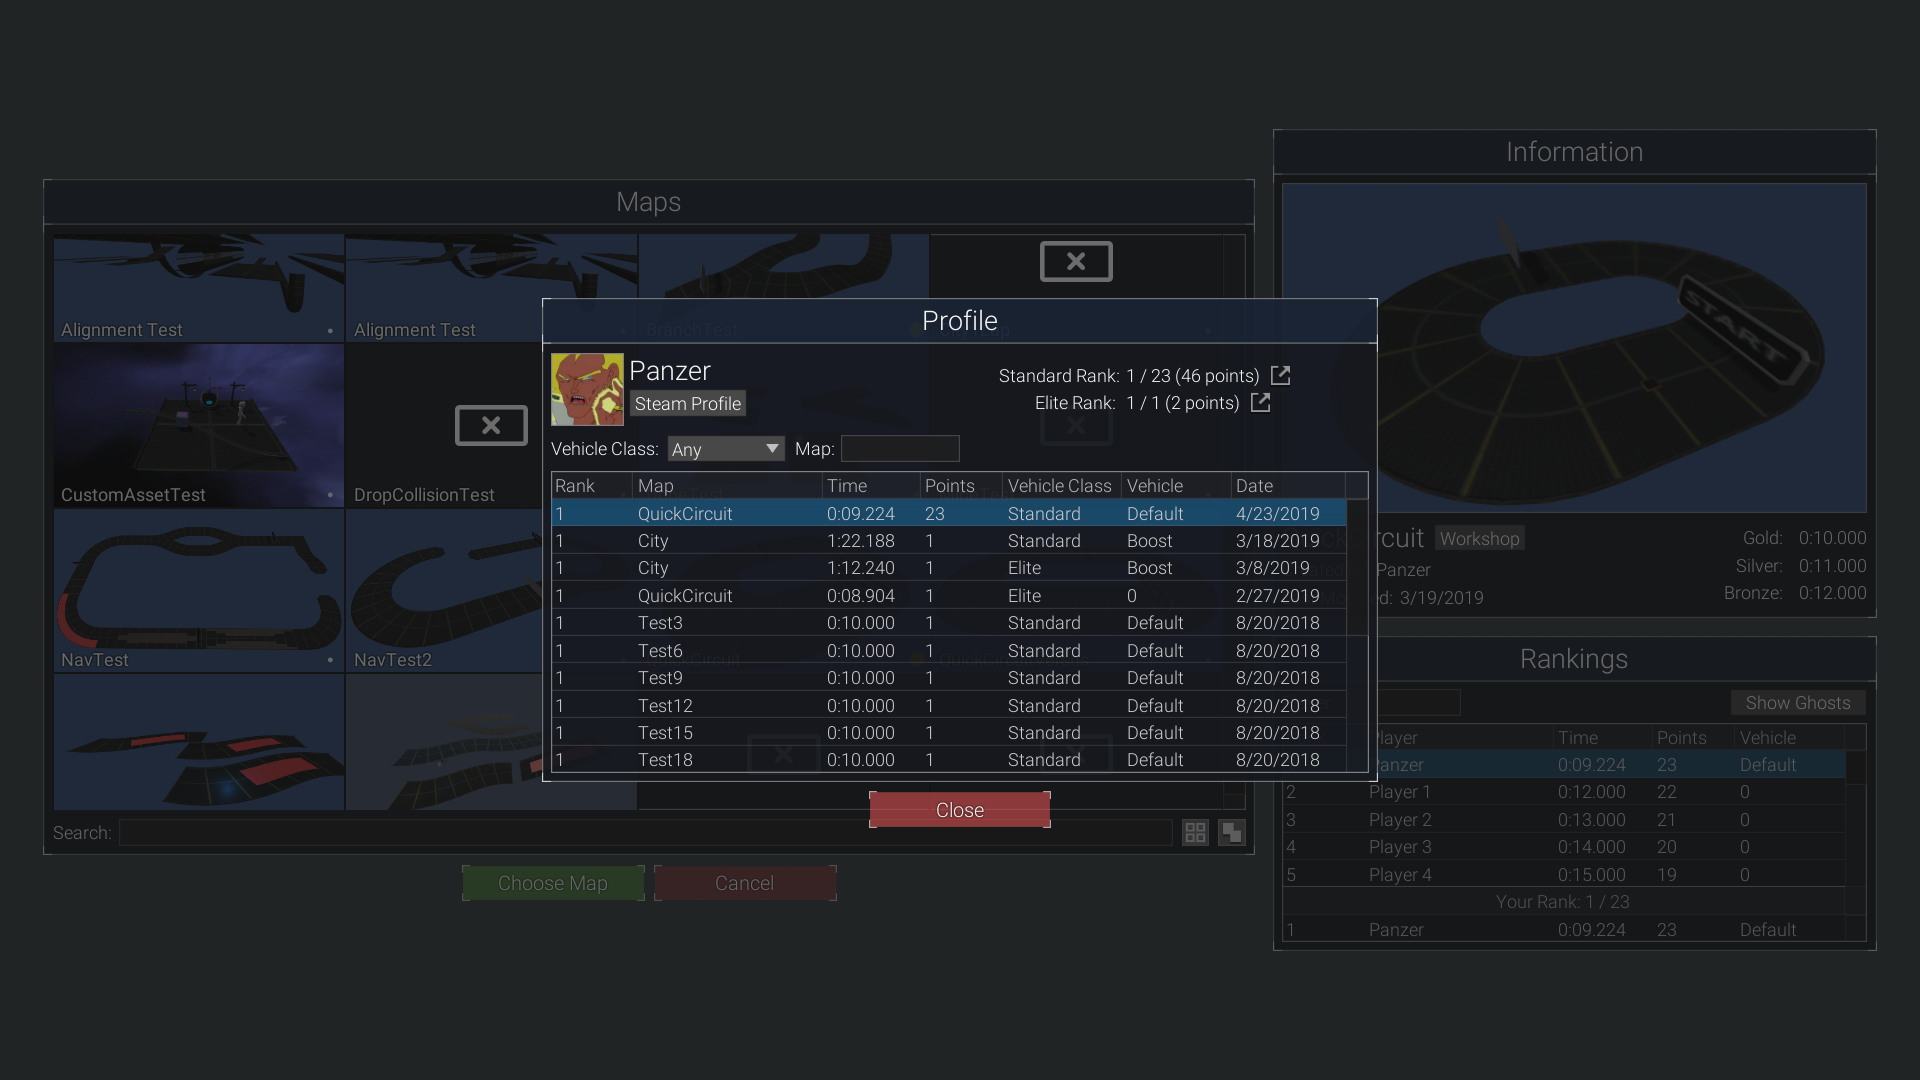 Information
Maps
Alignment Test
Alignment Test
BranchTest
START
Profile
Panzer
Steam Profile
Standard Rank: 1 / 23 (46 points)
Elite Rank: 1 / 1 (2 points)
Vehicle Class: Any Map:
Rank Map Time Points Vehicle Class Vehicle Date
1 QuickCircuit 0:09.224 23 Standard Default 4/23/2019
1 City 1:22.188 1 Standard Boost 3/18/2019
1 City 1:12.240 1 Elite Boost 3/8/2019
1 QuickCircuit 0:08.904 1 Elite 0 2/27/2019
1 Test3 0:10.000 1 Standard Default 8/20/2018
1 Test6 0:10.000 1 Standard Default 8/20/2018
1 Test9 0:10.000 1 Standard Default 8/20/2018
1 Test12 0:10.000 1 Standard Default 8/20/2018
1 Test15 0:10.000 1 Standard Default 8/20/2018
1 Test18 0:10.000 1 Standard Default 8/20/2018
Close
CustomAssetTest
DropCollisionTest
NavTest
NavTest2
Search:
Choose Map
Cancel
rcuit Workshop
Panzer
d: 3/19/2019
Gold: 0:10.000
Silver: 0:11.000
Bronze: 0:12.000
Rankings
Show Ghosts
Player Time Points Vehicle
Panzer 0:09.224 23 Default
2 Player 1 0:12.000 22 0
3 Player 2 0:13.000 21 0
4 Player 3 0:14.000 20 0
5 Player 4 0:15.000 19 0
Your Rank: 1 / 23
1 Panzer 0:09.224 23 Default